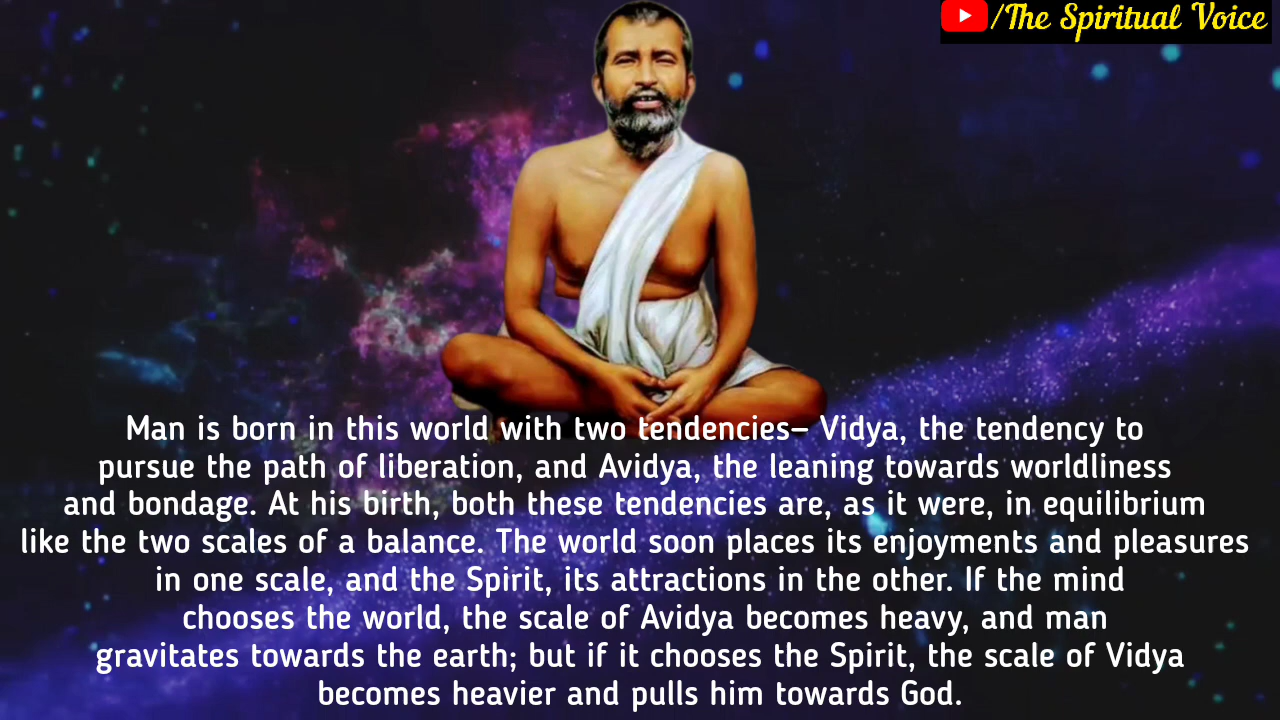 /The Spiritual Voice
Man is born in this world with two tendencies– Vidya, the tendency to
pursue the path of liberation, and Avidya, the leaning towards worldliness
and bondage. At his birth, both these tendencies are, as it were, in equilibrium
like the two scales of a balance. The world soon places its enjoyments and pleasures
in one scale, and the Spirit, its attractions in the other. If the mind
chooses the world, the scale of Avidya becomes heavy, and man
gravitates towards the earth; but if it chooses the Spirit, the scale of Vidya
becomes heavier and pulls him towards God.